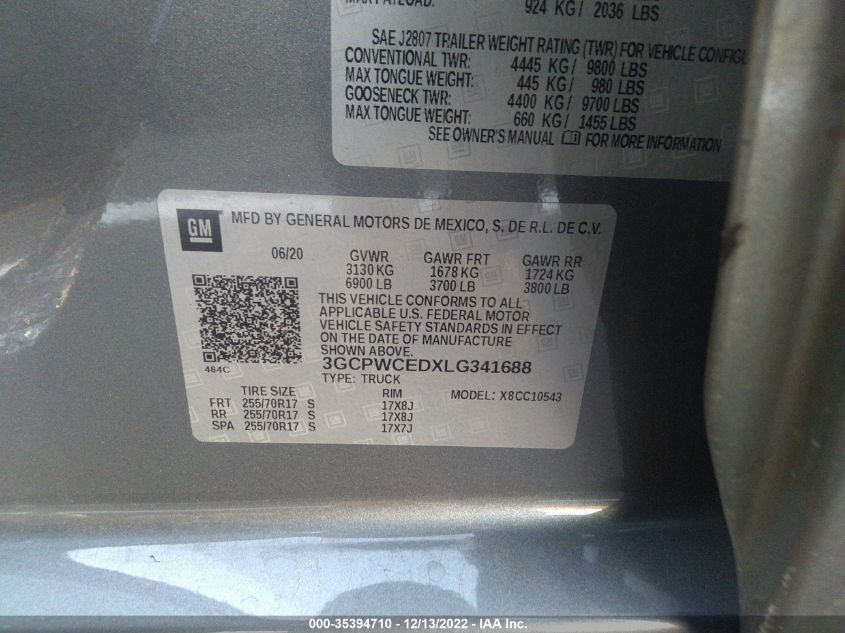 MAX PAYLOAD: 924 KG/ 2036 LBS
SAE J2807 TRAILER WEIGHT RATING (TWR) FOR VEHICLE
CONVENTIONAL TWR: 4445 KG/ 9800 LBS
MAX TONGUE WEIGHT: 445 KG/ 980 LBS
GOOSENECK TWR: 4400 KG/ 9700 LBS
MAX TONGUE WEIGHT: 660 KG/ 1455 LBS
SEE OWNER'S MANUAL FOR MORE INFORMATION
GM MFD BY GENERAL MOTORS DE MEXICO, S. DE R.L. DE C.V.
06/20 GVWR GAWR FRT GAWR RR
3130 KG 1678 KG 1724 KG
6900 LB 3700 LB 3800 LB
THIS VEHICLE CONFORMS TO ALL
APPLICABLE U.S. FEDERAL MOTOR
VEHICLE SAFETY STANDARDS IN EFFECT
ON THE DATE OF MANUFACTURE
SHOWN ABOVE.
464C 3GCPWCEDXLG341688
TYPE: TRUCK
TIRE SIZE RIM MODEL: X8CC10543
FRT 255/70R17 S 17X8J
RR 255/70R17 S 17X8J
SPA 255/70R17 S 17X7J
000-35394710 - 12/13/2022 - IAA Inc.